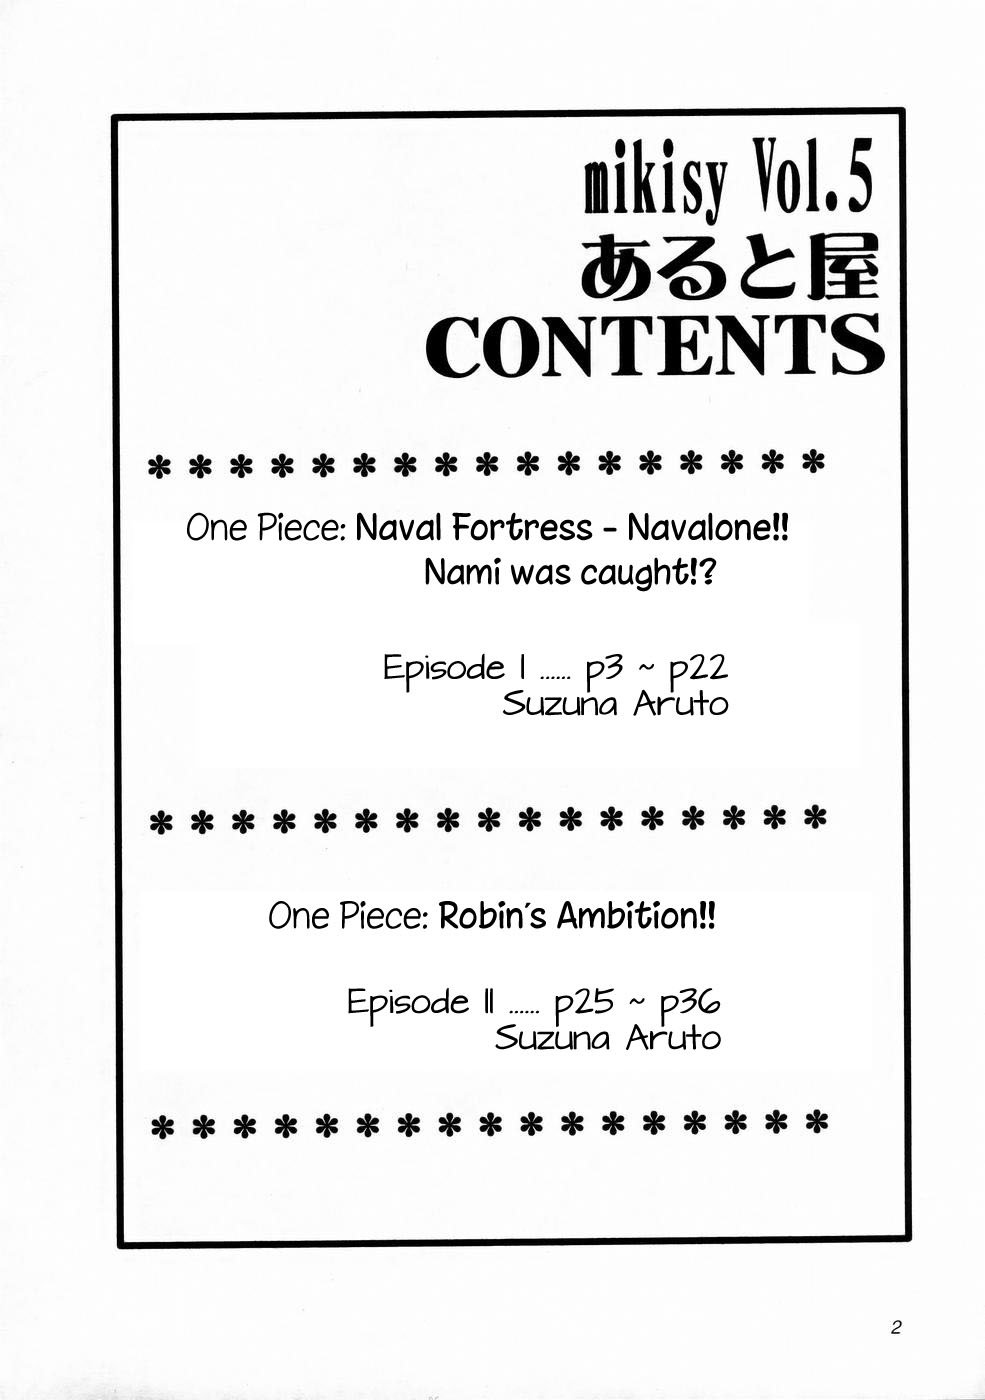 mikisy Vol.5
あると屋
CONTENTS
******************
One Piece: Naval Fortress - Navalone!!
Nami was caught!?
Episode I ...... p3 ~ p22
Suzuna Aruto
******************
One Piece: Robin's Ambition!!
Episode II ...... p25 ~ p36
Suzuna Aruto
******************
2